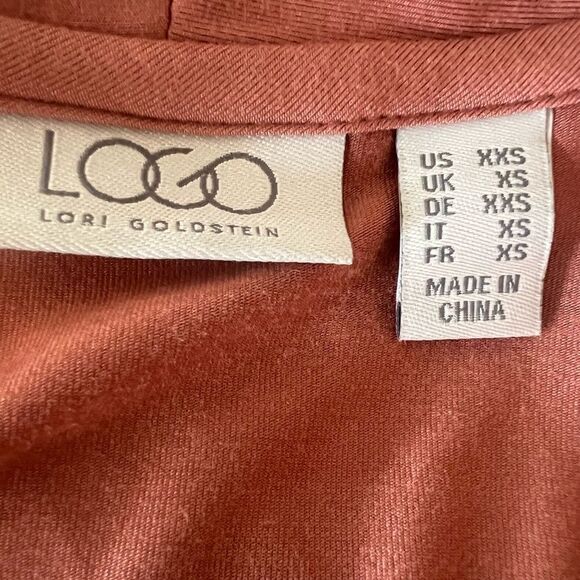 LOGO
LORI GOLDSTEIN
US XXS
UK XS
DE XXS
IT XS
FR XS
MADE IN
CHINA